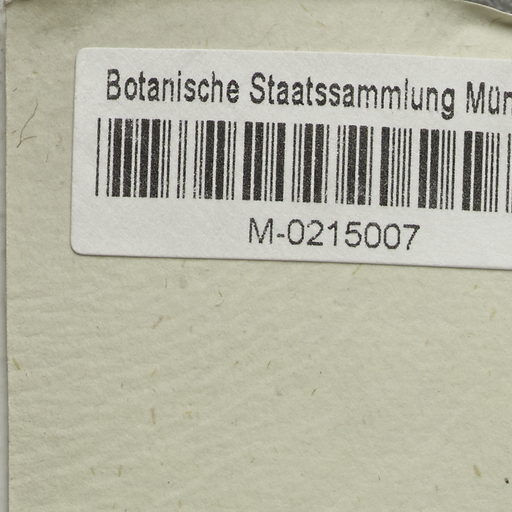 Botanische Staatssammlung Mün
M-0215007